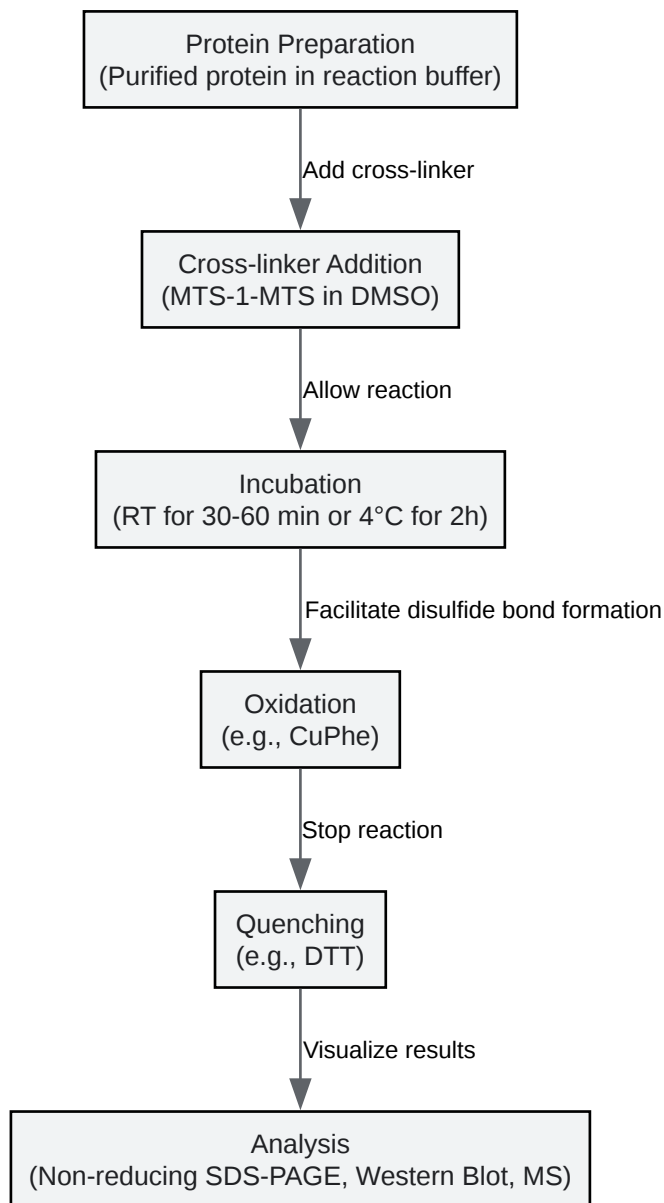 Protein Preparation
(Purified protein in reaction buffer)
Add cross-linker
Cross-linker Addition
(MTS-1-MTS in DMSO)
Allow reaction
Incubation
(RT for 30-60 min or 4°C for 2h)
Facilitate disulfide bond formation
Oxidation
(e.g., CuPhe)
Stop reaction
Quenching
(e.g., DTT)
Visualize results
Analysis
(Non-reducing SDS-PAGE, Western Blot, MS)